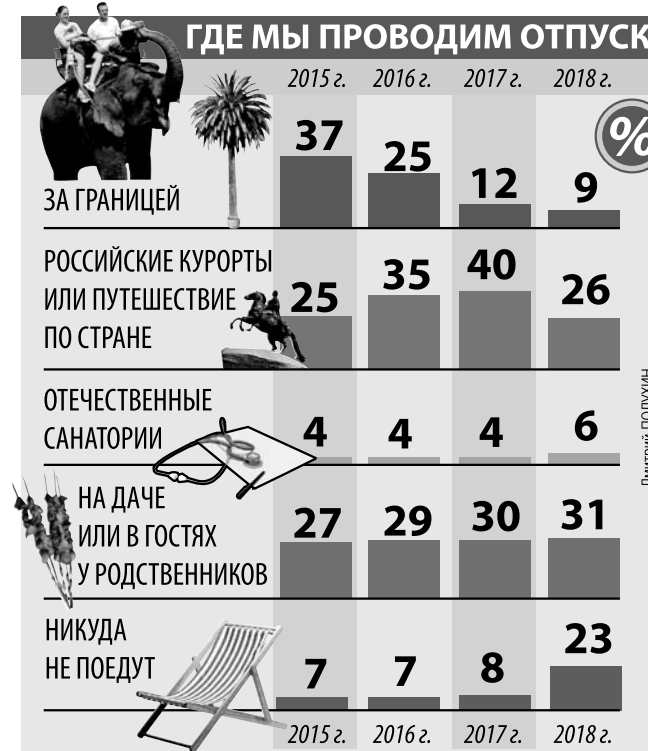 ГДЕ МЫ ПРОВОДИМ ОТПУСК
2015 г. 2016 г. 2017 г. 2018 г.
%
ЗА ГРАНИЦЕЙ
37 25 12 9
РОССИЙСКИЕ КУРОРТЫ
ИЛИ ПУТЕШЕСТВИЕ
ПО СТРАНЕ
25 35 40 26
ОТЕЧЕСТВЕННЫЕ
САНАТОРИИ
4 4 4 6
НА ДАЧЕ
ИЛИ В ГОСТЯХ
У РОДСТВЕННИКОВ
27 29 30 31
НИКУДА
НЕ ПОЕДУТ
7 7 8 23
2015 г. 2016 г. 2017 г. 2018 г.
Дмитрий ПОЛУХИН